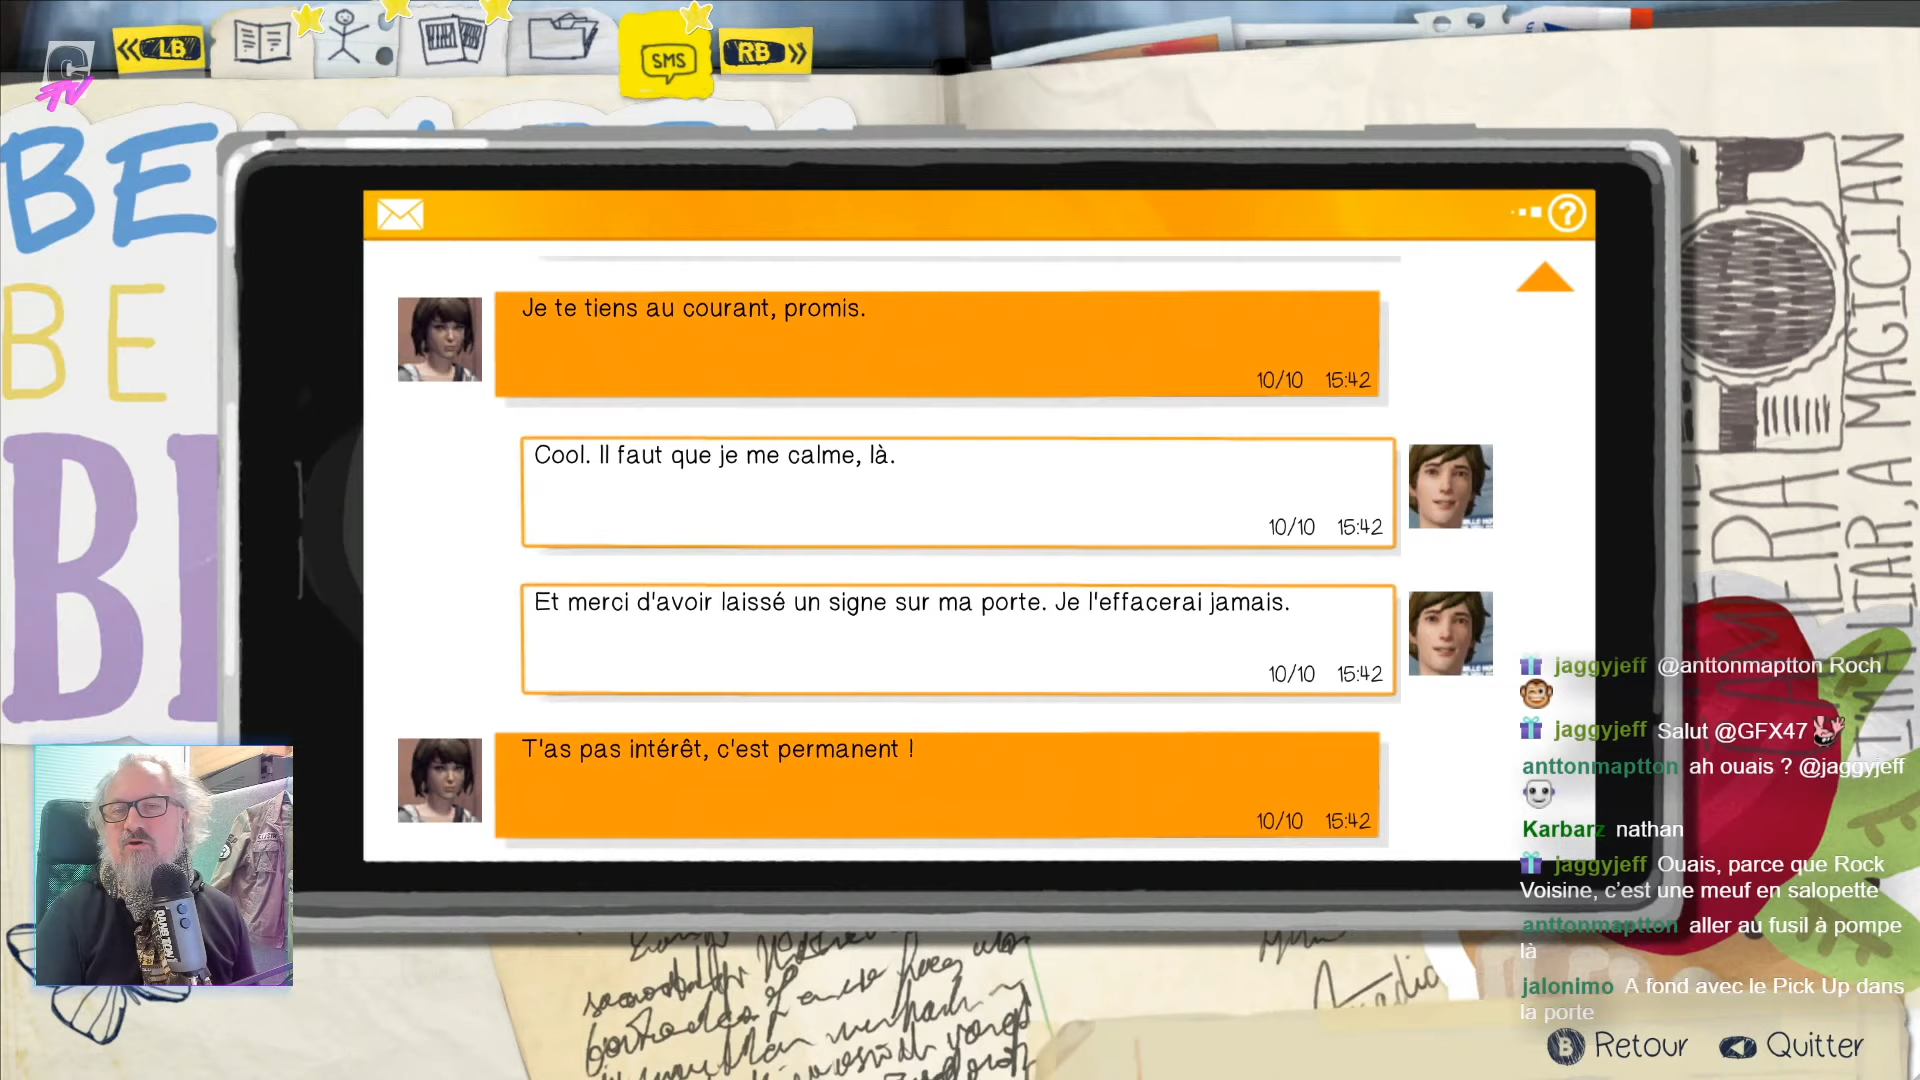 LB
SMS
RB
C
TV
BE
BE
BE
?
Je te tiens au courant, promis.
10/10 15:42
Cool. Il faut que je me calme, là.
10/10 15:42
Et merci d'avoir laissé un signe sur ma porte. Je l'effacerai jamais.
10/10 15:42
T'as pas intérêt, c'est permanent !
10/10 15:42
LIAR, A MAGICIAN
jaggyjeff @anttonmaptton Roch
jaggyjeff Salut @GFX47
anttonmaptton ah ouais ? @jaggyjeff
Karbarz nathan
jaggyjeff Ouais, parce que Rock
Voisine, c'est une meuf en salopette
anttonmaptton aller au fusil à pompe
là
jalonimo A fond avec le Pick Up dans
la porte
B Retour
Quitter